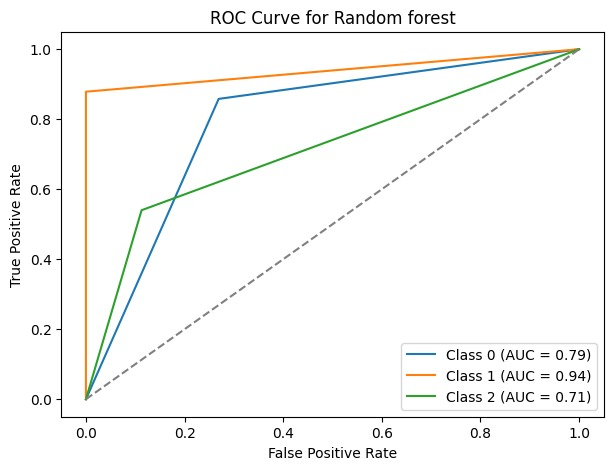 ROC Curve for Random forest
True Positive Rate
1.0
0.8
0.6
0.4
0.2
0.0
Class 0 (AUC = 0.79)
Class 1 (AUC = 0.94)
Class 2 (AUC = 0.71)
0.0 0.2 0.4 0.6 0.8 1.0
False Positive Rate